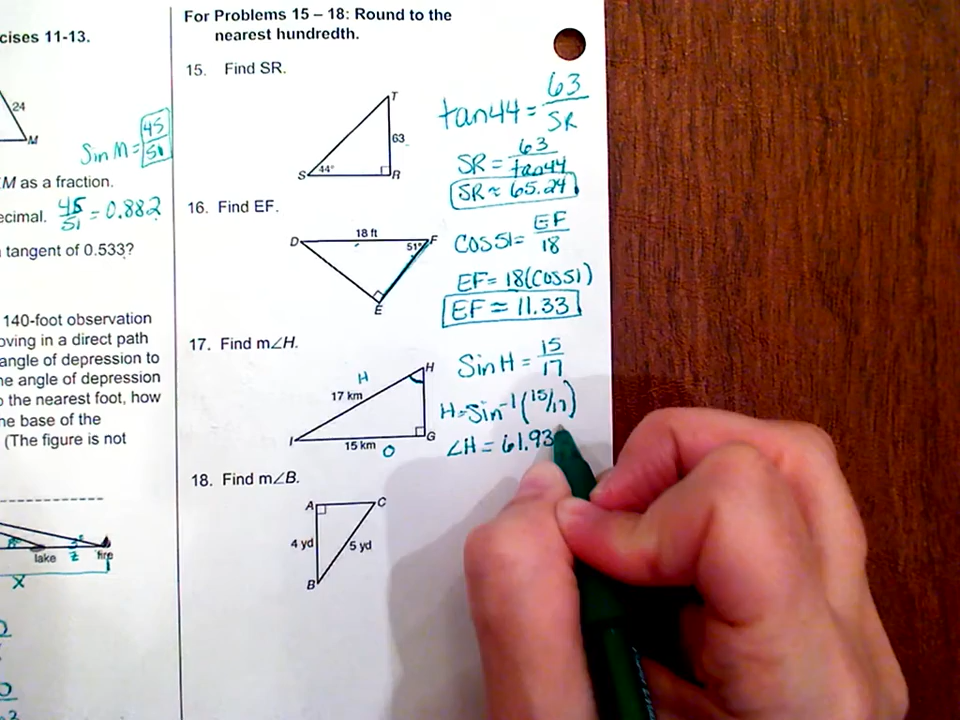 cises 11-13.
24
M
Sin M = 45/51
M as a fraction.
ecimal. 45/51 = 0.882
tangent of 0.533?
140-foot observation
oving in a direct path
angle of depression to
he angle of depression
o the nearest foot, how
he base of the
(The figure is not
lake
fire
x
For Problems 15 – 18: Round to the
nearest hundredth.
15. Find SR.
T
63
S
44°
R
tan44 = 63/SR
SR = 63/tan44
SR ≈ 65.24
16. Find EF.
D
18 ft
F
51°
E
cos51 = EF/18
EF = 18(cos51)
EF ≈ 11.33
17. Find m∠H.
H
H
17 km
I
15 km
O
G
Sin H = 15/17
H = sin⁻¹(15/17)
∠H = 61.93
18. Find m∠B.
A
C
4 yd
5 yd
B